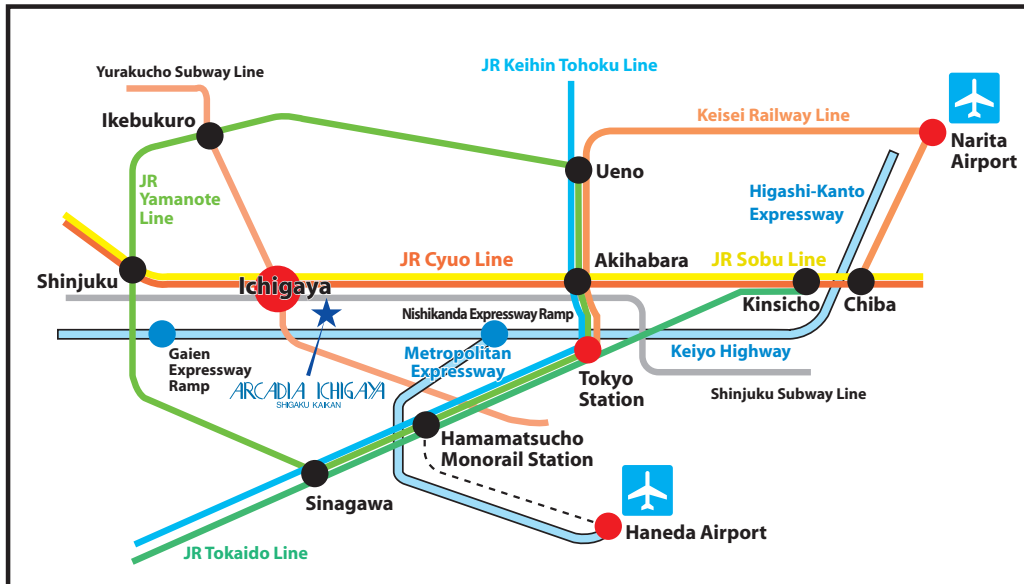 JR Keihin Tohoku Line
Yurakucho Subway Line
Keisei Railway Line
Ikebukuro
Narita
Airport
Ueno
JR
Yamanote
Line
Higashi-Kanto
Expressway
JR Cyuo Line
Akihabara
JR Sobu Line
Shinjuku
Ichigaya
Kinsicho
Chiba
Nishikanda Expressway Ramp
Gaien
Expressway
Ramp
Metropolitan
Expressway
Keiyo Highway
Tokyo
Station
ARCADIA ICHIGAYA
SHIGAKU KAIKAN
Shinjuku Subway Line
Hamamatsucho
Monorail Station
Sinagawa
Haneda Airport
JR Tokaido Line